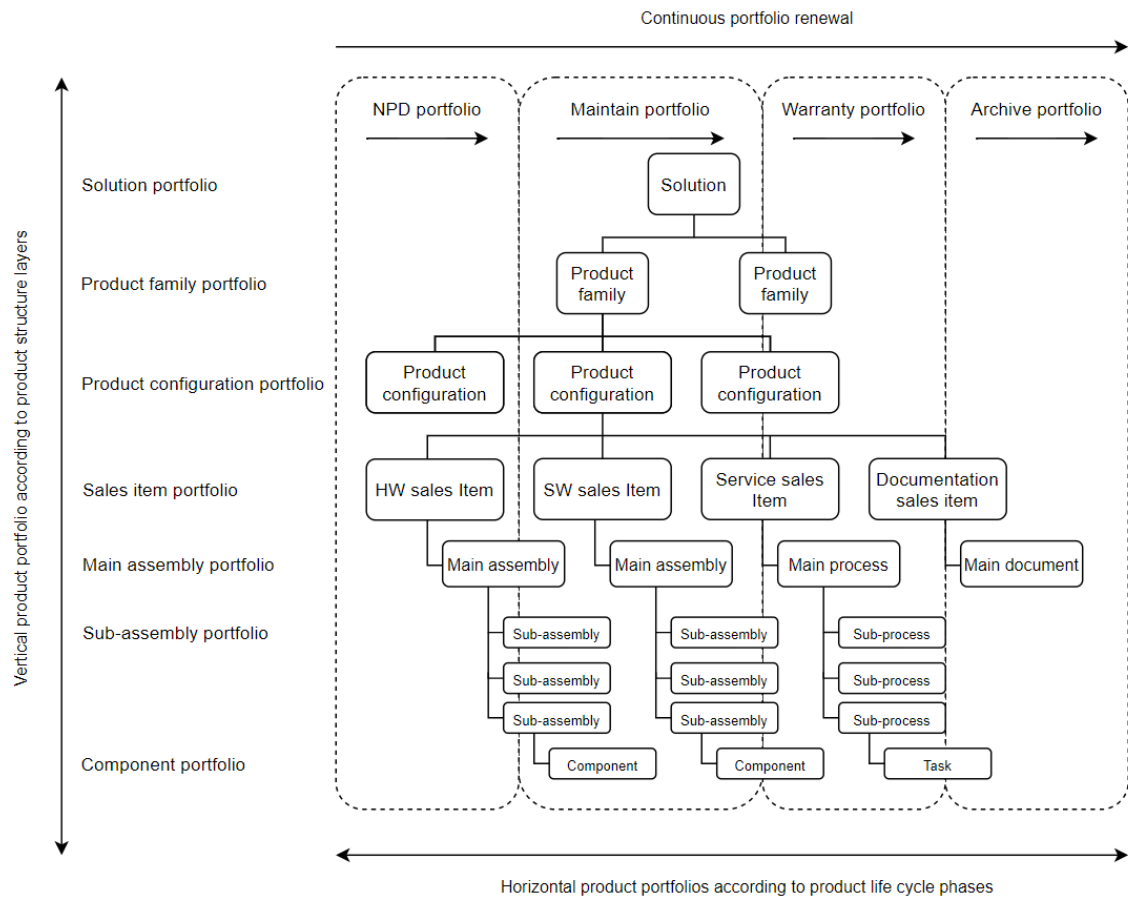 Continuous portfolio renewal
NPD portfolio
Maintain portfolio
Warranty portfolio
Archive portfolio
Vertical product portfolio according to product structure layers
Solution portfolio
Solution
Product family portfolio
Product
family
Product
family
Product configuration portfolio
Product
configuration
Product
configuration
Product
configuration
Sales item portfolio
HW sales Item
SW sales Item
Service sales
Item
Documentation
sales item
Main assembly portfolio
Main assembly
Main assembly
Main process
Main document
Sub-assembly portfolio
Sub-assembly
Sub-assembly
Sub-process
Sub-assembly
Sub-assembly
Sub-process
Sub-assembly
Sub-assembly
Sub-process
Component portfolio
Component
Component
Task
Horizontal product portfolios according to product life cycle phases